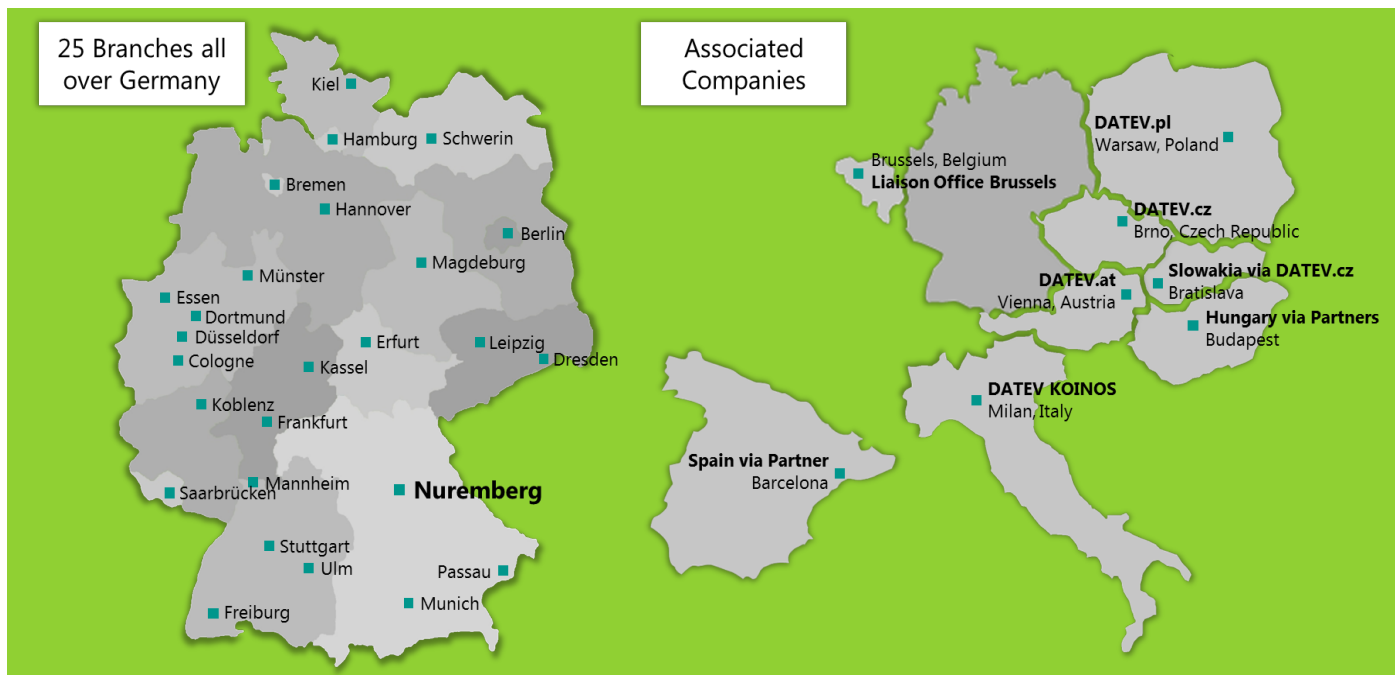 25 Branches all
over Germany
Kiel
Hamburg
Schwerin
Bremen
Hannover
Berlin
Magdeburg
Münster
Essen
Dortmund
Düsseldorf
Cologne
Erfurt
Leipzig
Dresden
Kassel
Koblenz
Frankfurt
Mannheim
Saarbrücken
Nuremberg
Stuttgart
Ulm
Passau
Munich
Freiburg
Associated
Companies
DATEV.pl
Warsaw, Poland
Brussels, Belgium
Liaison Office Brussels
DATEV.cz
Brno, Czech Republic
DATEV.at
Vienna, Austria
Slowakia via DATEV.cz
Bratislava
Hungary via Partners
Budapest
DATEV KOINOS
Milan, Italy
Spain via Partner
Barcelona